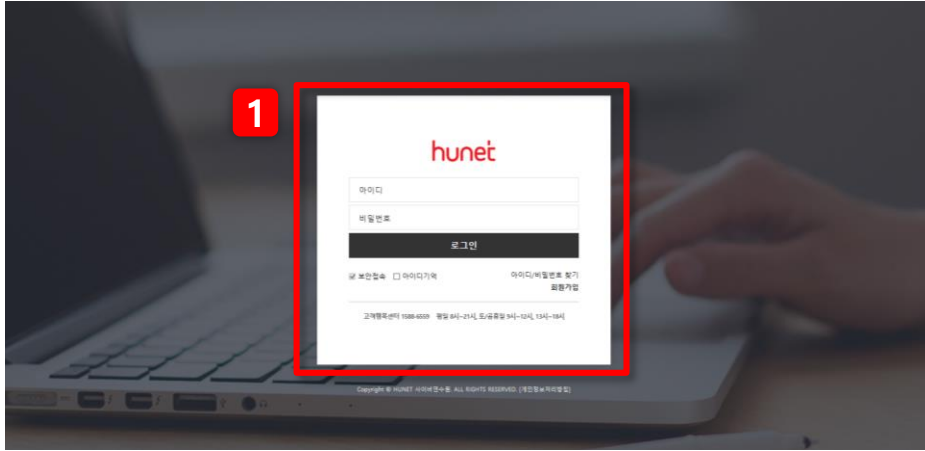 1
hunet
아이디
비밀번호
로그인
보안접속 아이디기억 아이디/비밀번호 찾기
회원가입
고객행복센터 1588-6559 평일 8시~21시, 토/공휴일 9시~12시, 13시~18시
Copyright © HUNET 사이버연수원. ALL RIGHTS RESERVED. [개인정보처리방침]